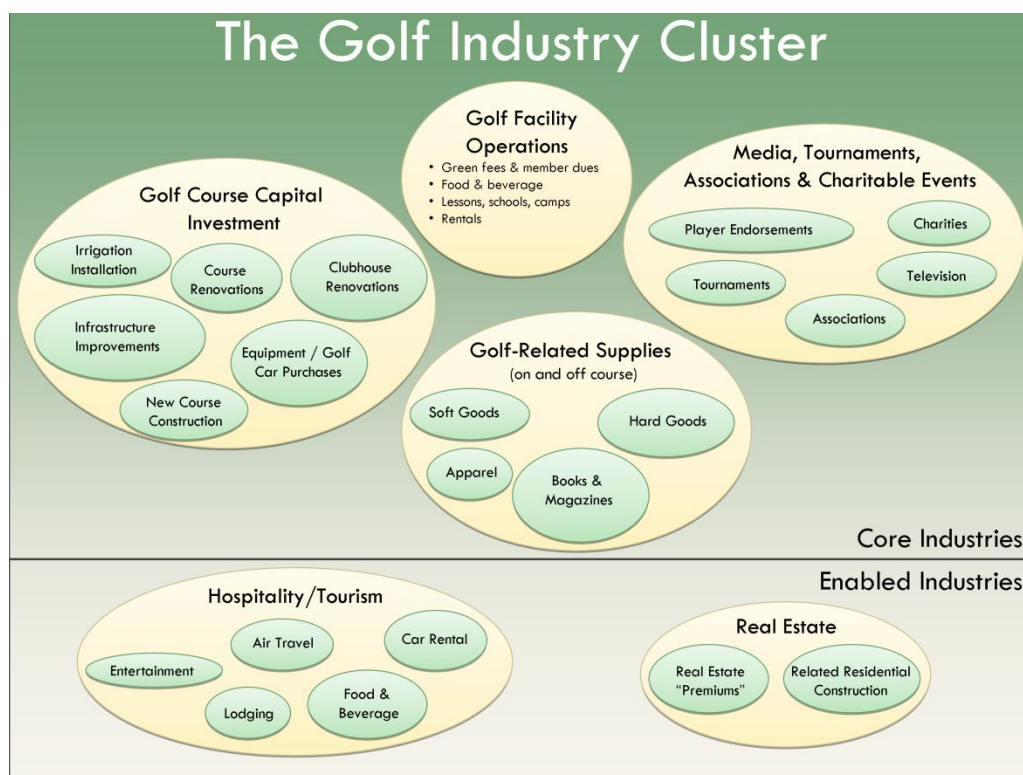 The Golf Industry Cluster
Golf Facility
Operations
• Green fees & member dues
• Food & beverage
• Lessons, schools, camps
• Rentals
Golf Course Capital
Investment
Irrigation
Installation
Course
Renovations
Clubhouse
Renovations
Infrastructure
Improvements
Equipment / Golf
Car Purchases
New Course
Construction
Media, Tournaments,
Associations & Charitable Events
Player Endorsements
Charities
Tournaments
Television
Associations
Golf-Related Supplies
(on and off course)
Soft Goods
Hard Goods
Apparel
Books &
Magazines
Core Industries
Enabled Industries
Hospitality/Tourism
Air Travel
Car Rental
Entertainment
Lodging
Food &
Beverage
Real Estate
Real Estate
“Premiums”
Related Residential
Construction